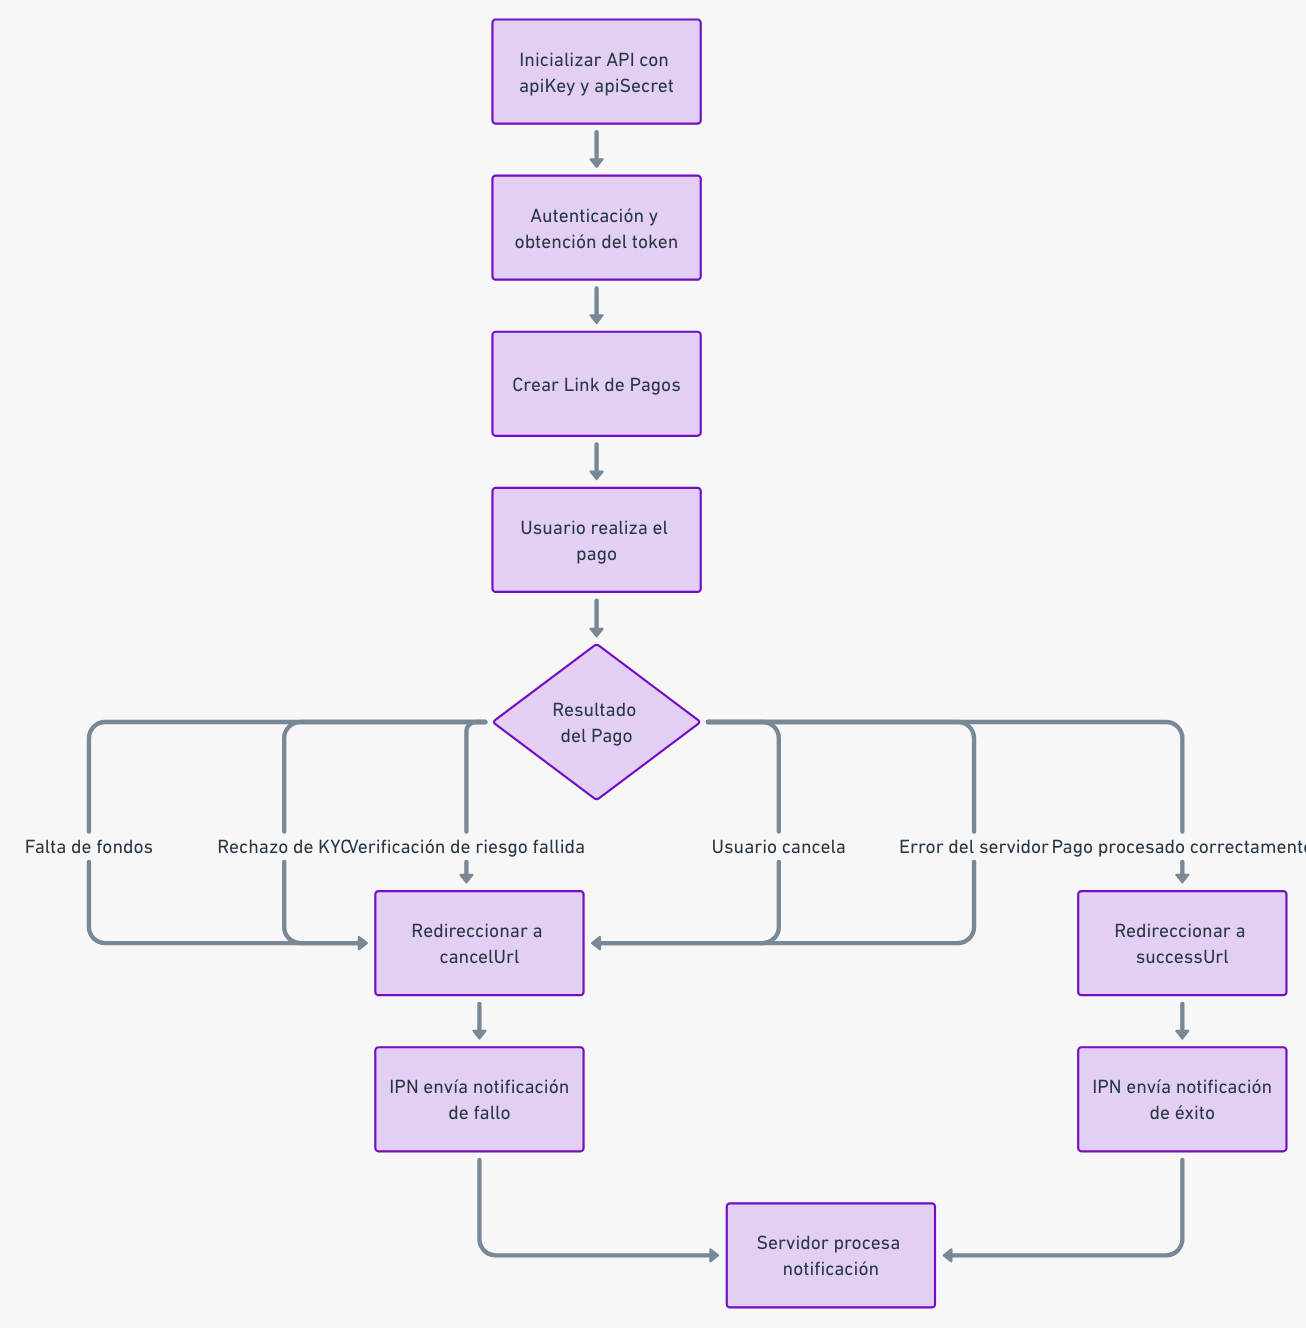 Inicializar API con
apiKey y apiSecret
Autenticación y
obtención del token
Crear Link de Pagos
Usuario realiza el
pago
Resultado
del Pago
Falta de fondos
Rechazo de KYC
Verificación de riesgo fallida
Usuario cancela
Error del servidor
Pago procesado correctamente
Redireccionar a
cancelUrl
Redireccionar a
successUrl
IPN envía notificación
de fallo
IPN envía notificación
de éxito
Servidor procesa
notificación